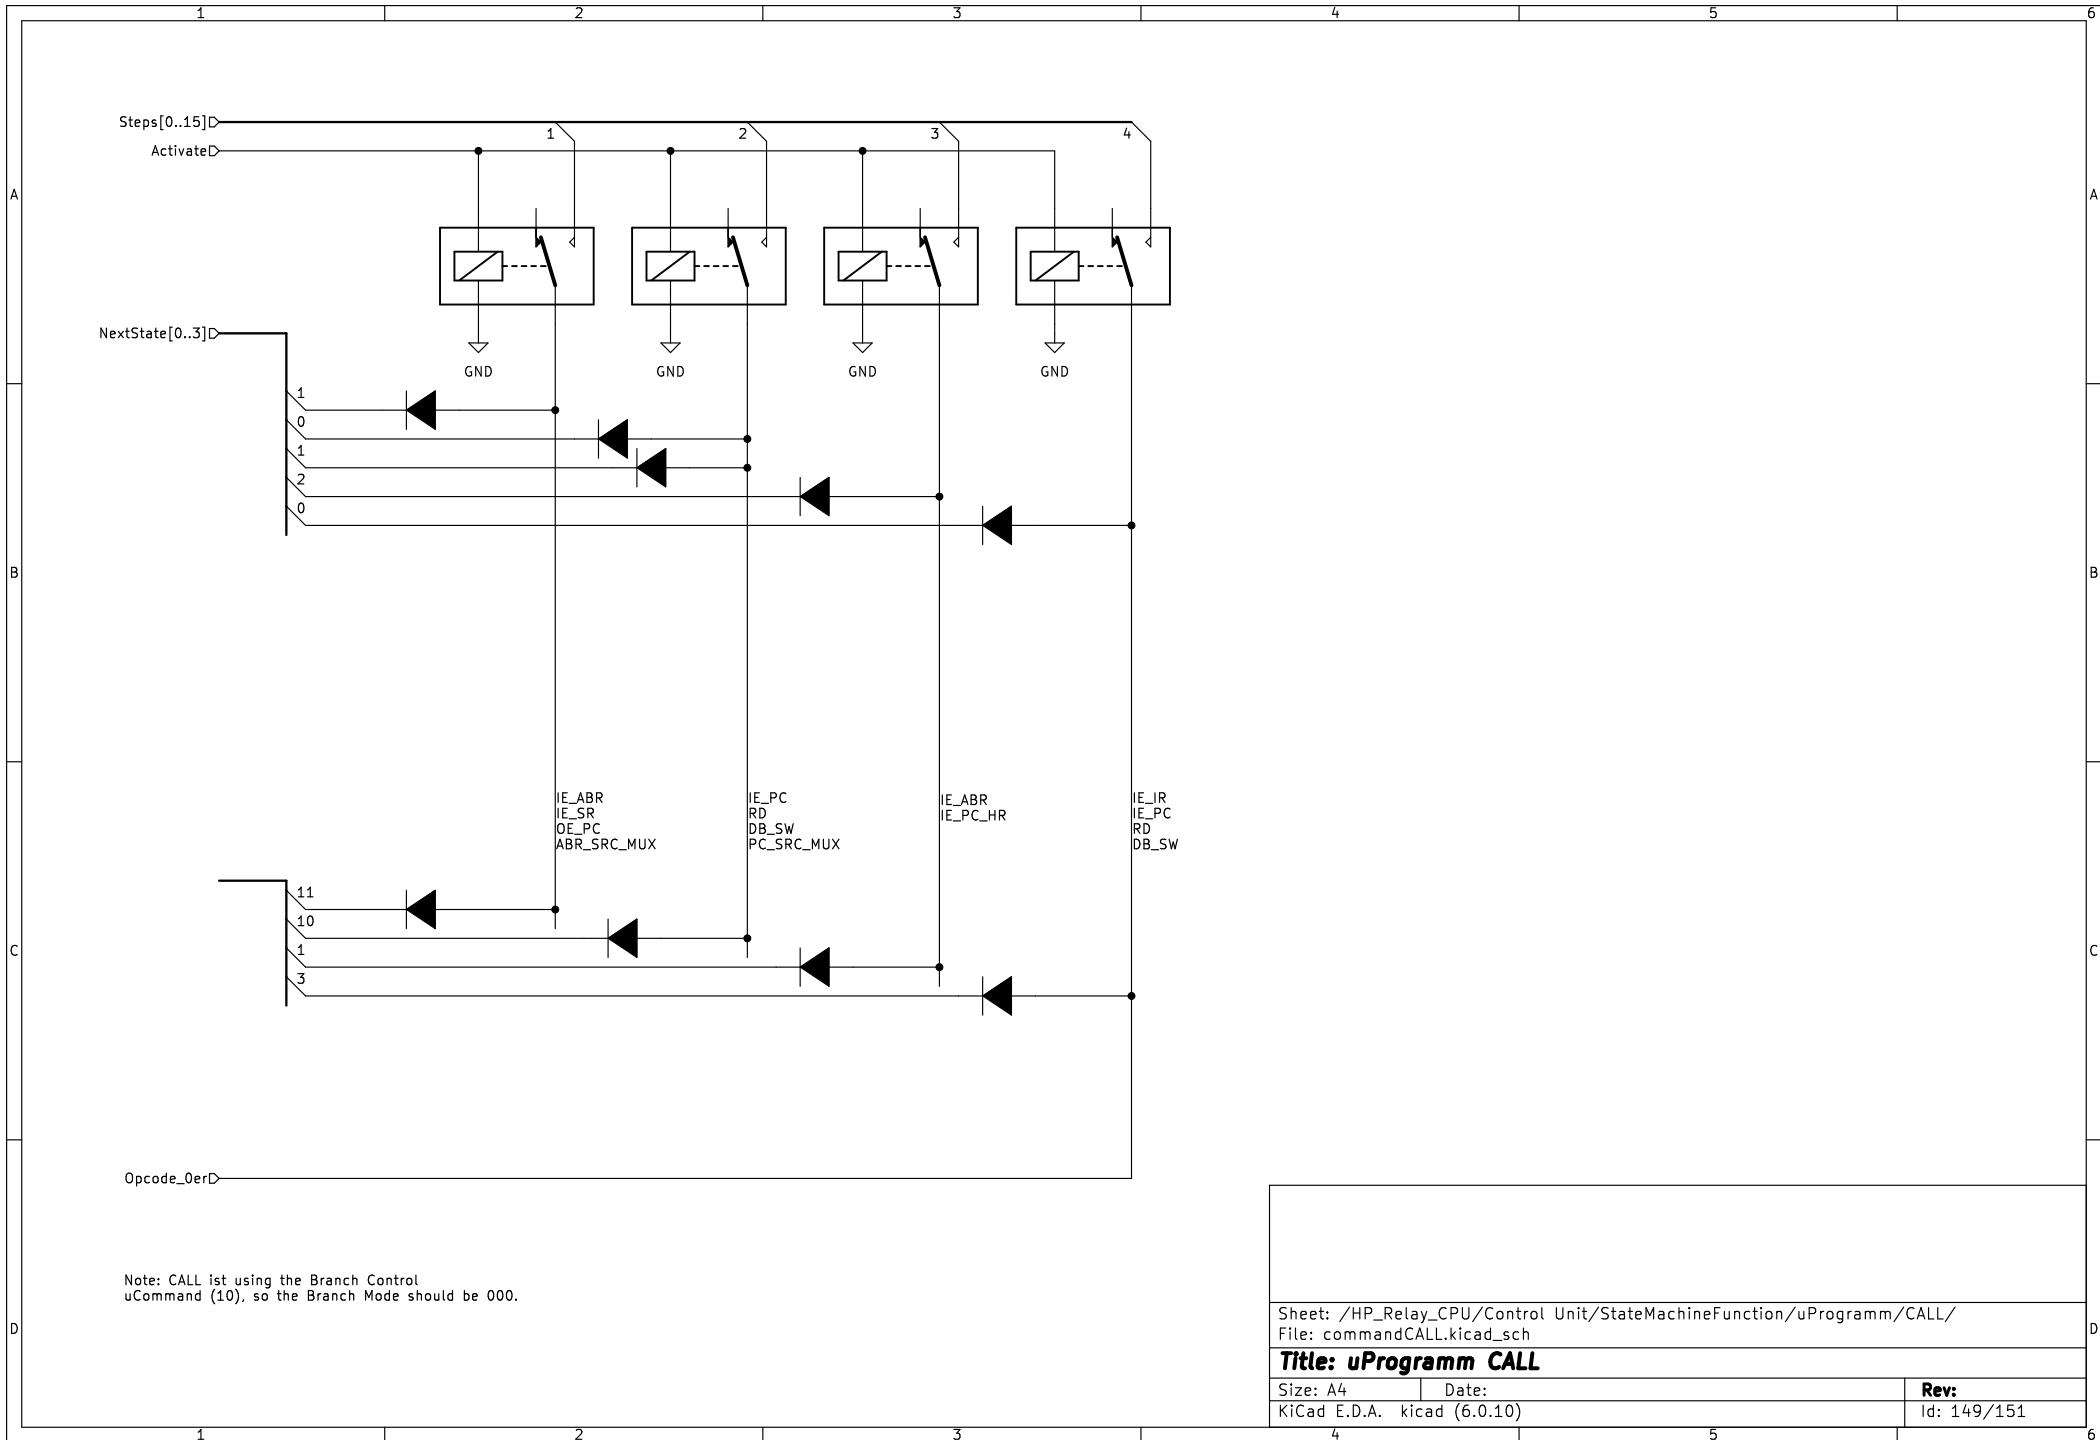 1 2 3 4 5 6
Steps[0..15]
1 2 3 4
Activate
A A
NextState[0..3]
GND GND GND GND
1
0
1
2
0
B B
IE_ABR
IE_SR
OE_PC
ABR_SRC_MUX
IE_PC
RD
DB_SW
PC_SRC_MUX
IE_ABR
IE_PC_HR
IE_IR
IE_PC
RD
DB_SW
11
10
1
3
C C
Opcode_0er
Note: CALL ist using the Branch Control
uCommand (10), so the Branch Mode should be 000.
D D
Sheet: /HP_Relay_CPU/Control Unit/StateMachineFunction/uProgramm/CALL/
File: commandCALL.kicad_sch
Title: uProgramm CALL
Size: A4 Date: Rev:
KiCad E.D.A. kicad (6.0.10) Id: 149/151
1 2 3 4 5 6